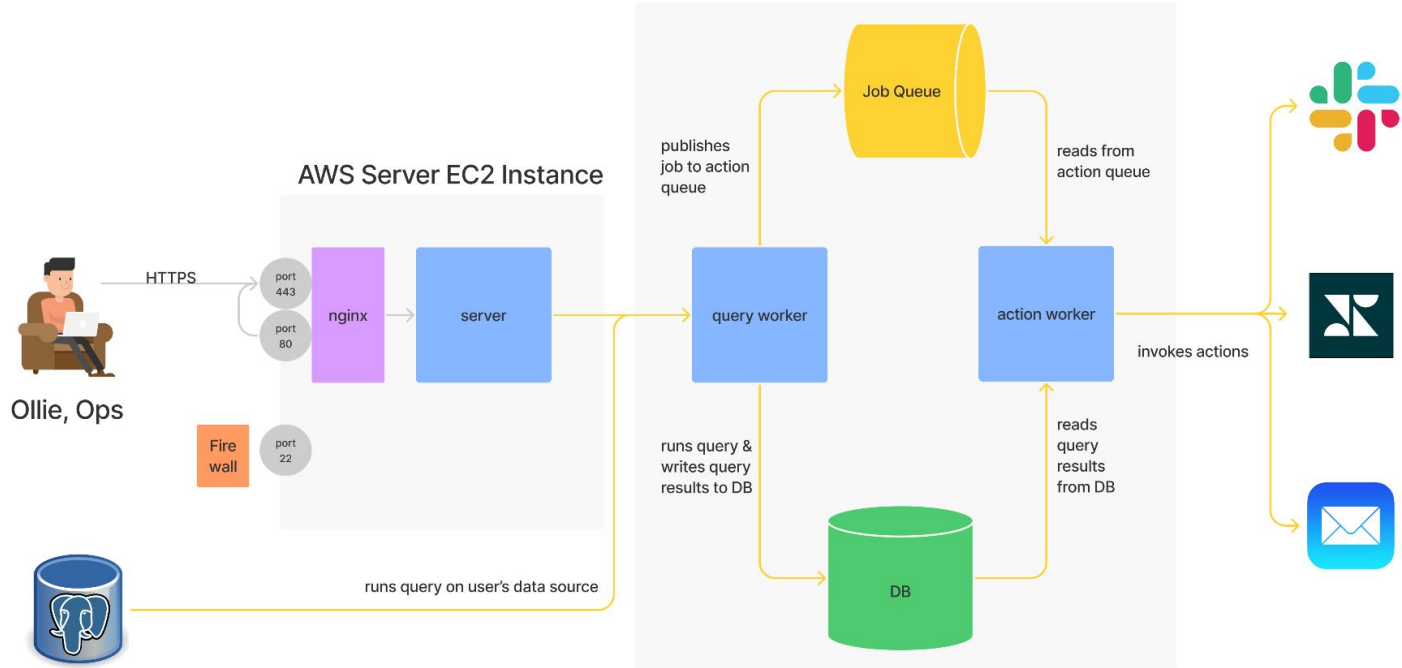 Job Queue
publishes
job to action
queue
reads from
action queue
AWS Server EC2 Instance
HTTPS
port
443
port
80
nginx
server
query worker
action worker
invokes actions
Ollie, Ops
Fire
wall
port
22
runs query &
writes query
results to DB
reads
query
results
from DB
runs query on user's data source
DB